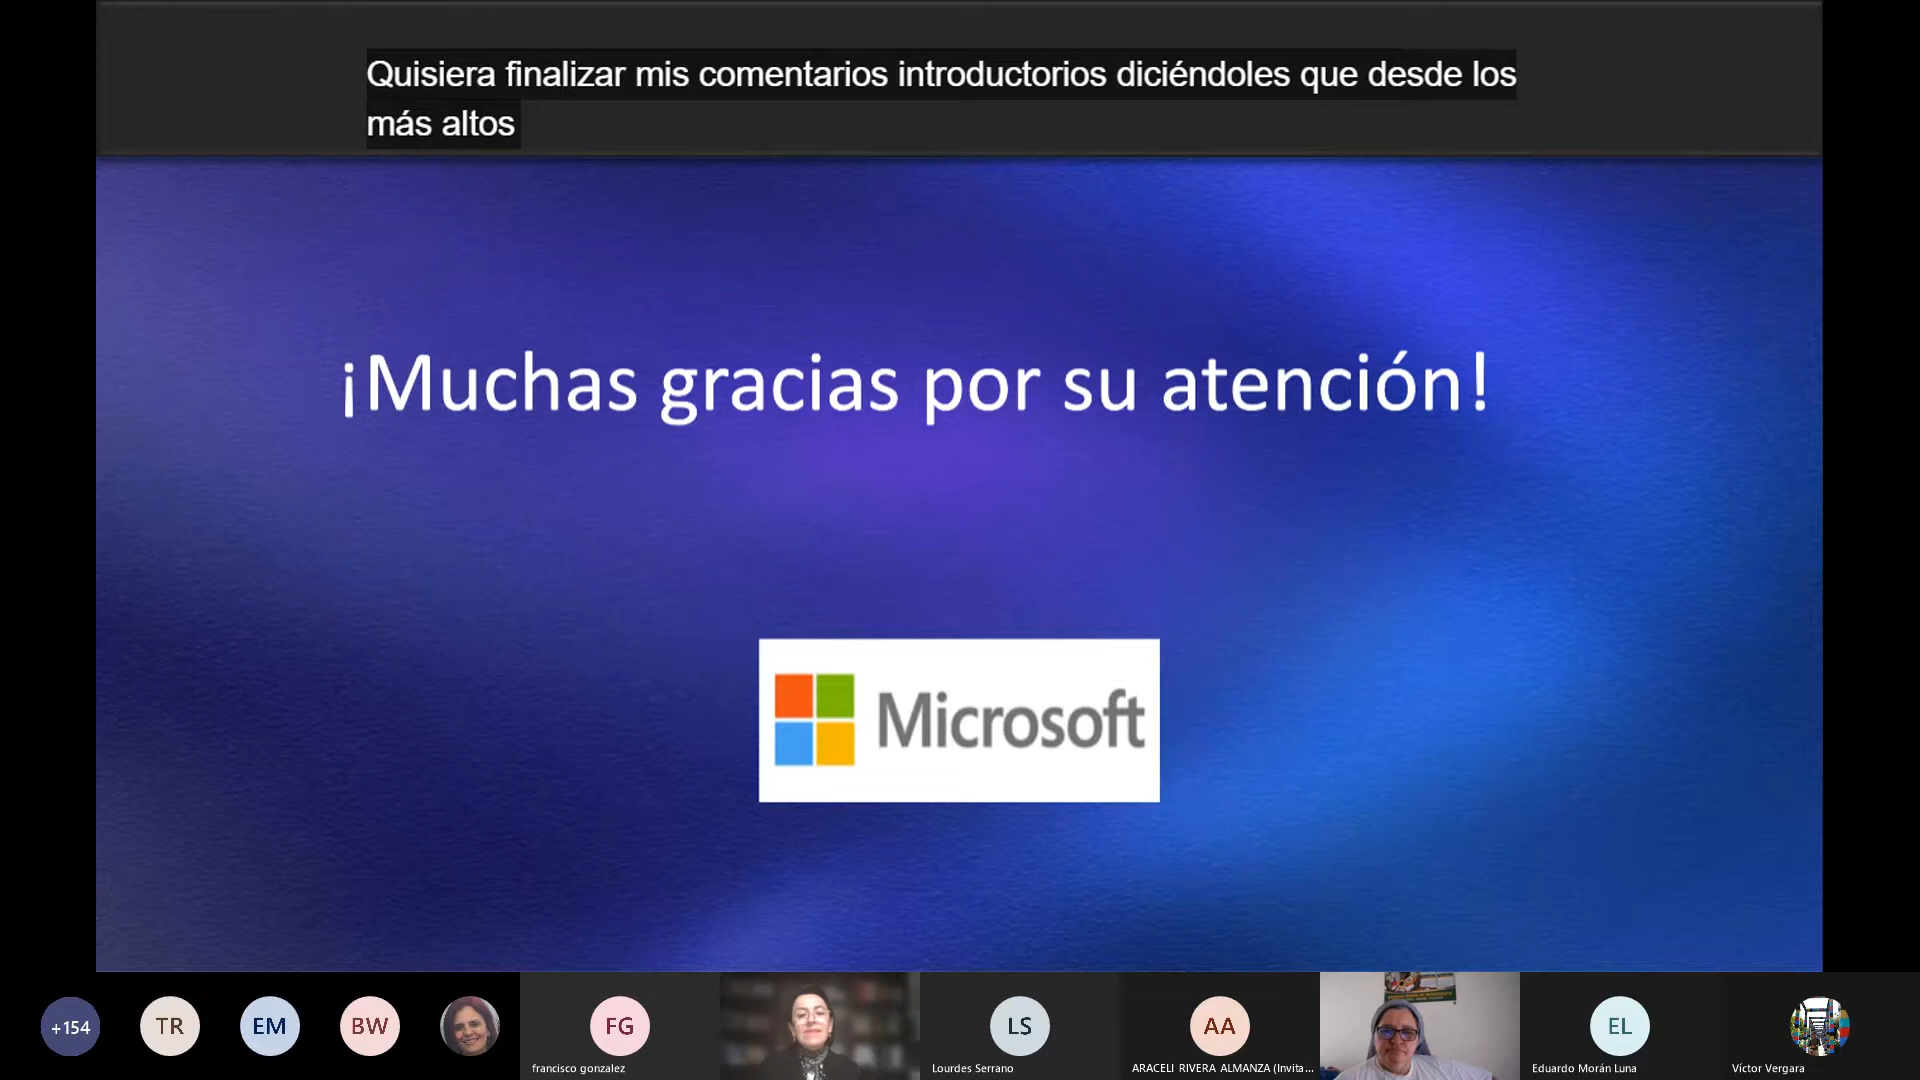 Quisiera finalizar mis comentarios introductorios diciéndoles que desde los
más altos
¡Muchas gracias por su atención!
Microsoft
+154
TR
EM
BW
FG
LS
AA
EL
francisco gonzalez
Lourdes Serrano
ARACELI RIVERA ALMANZA (Invita...
Eduardo Morán Luna
Víctor Vergara